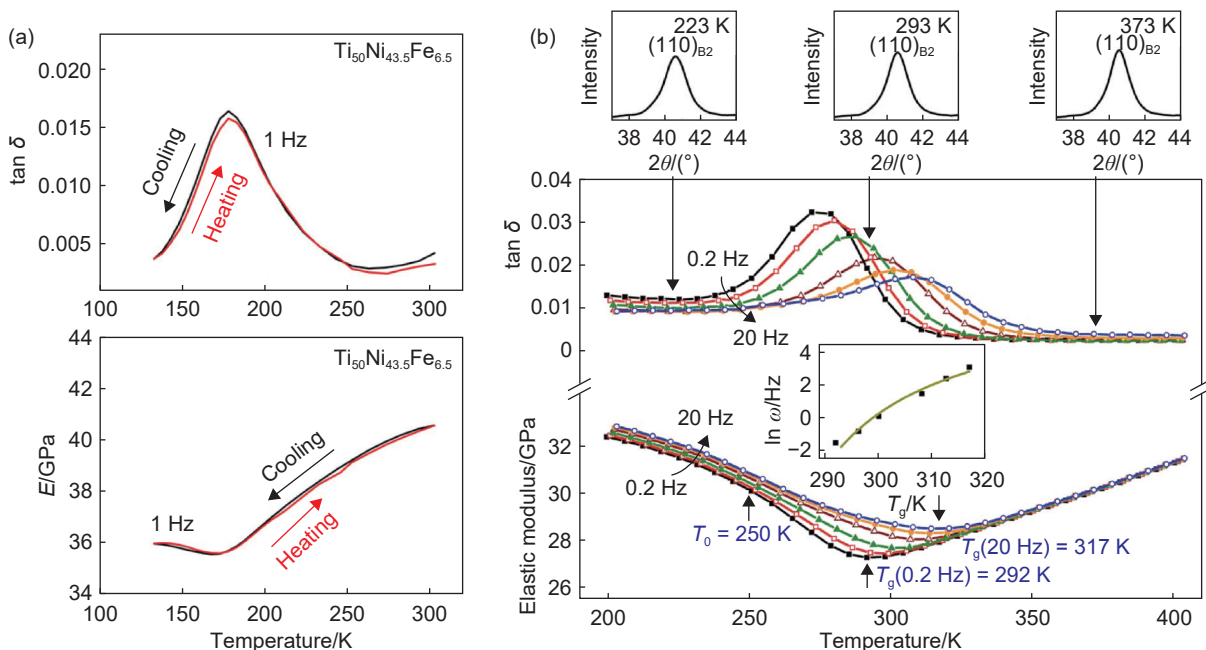 (a)
Ti50Ni43.5Fe6.5
0.020
0.015
0.010
0.005
tan δ
Cooling
Heating
1 Hz
100 150 200 250 300
Ti50Ni43.5Fe6.5
42
40
38
36
34
E/GPa
1 Hz
Cooling
Heating
100 150 200 250 300
Temperature/K
(b)
Intensity
223 K
(110)B2
38 40 42 44
2θ/(°)
Intensity
293 K
(110)B2
38 40 42 44
2θ/(°)
Intensity
373 K
(110)B2
38 40 42 44
2θ/(°)
0.04
0.03
0.02
0.01
0
tan δ
0.2 Hz
20 Hz
ln ω/Hz
4
2
0
−2
290 300 310 320
Tg/K
32
30
28
26
Elastic modulus/GPa
20 Hz
0.2 Hz
T0 = 250 K
Tg(20 Hz) = 317 K
Tg(0.2 Hz) = 292 K
200 250 300 350 400
Temperature/K